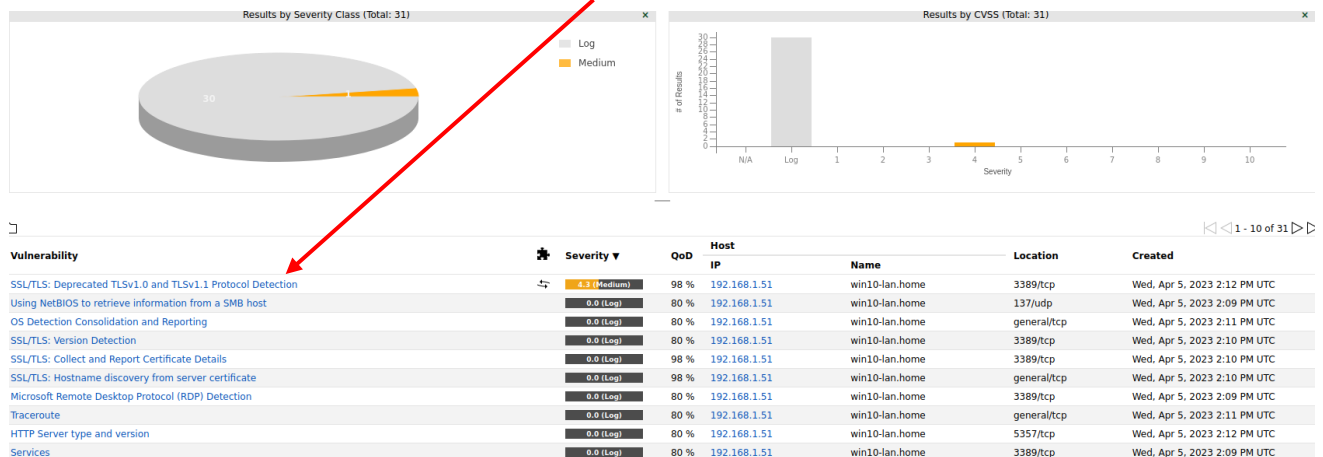 Results by Severity Class (Total: 31) ×
Log
Medium
30
1
Results by CVSS (Total: 31) ×
# of Results
30
28
26
24
22
20
18
16
14
12
10
8
6
4
2
0
N/A Log 1 2 3 4 5 6 7 8 9 10
Severity
1 - 10 of 31
Vulnerability Severity ▼ QoD Host Location Created
IP Name
SSL/TLS: Deprecated TLSv1.0 and TLSv1.1 Protocol Detection 4.3 (Medium) 98 % 192.168.1.51 win10-lan.home 3389/tcp Wed, Apr 5, 2023 2:12 PM UTC
Using NetBIOS to retrieve information from a SMB host 0.0 (Log) 80 % 192.168.1.51 win10-lan.home 137/udp Wed, Apr 5, 2023 2:09 PM UTC
OS Detection Consolidation and Reporting 0.0 (Log) 80 % 192.168.1.51 win10-lan.home general/tcp Wed, Apr 5, 2023 2:11 PM UTC
SSL/TLS: Version Detection 0.0 (Log) 80 % 192.168.1.51 win10-lan.home 3389/tcp Wed, Apr 5, 2023 2:10 PM UTC
SSL/TLS: Collect and Report Certificate Details 0.0 (Log) 98 % 192.168.1.51 win10-lan.home 3389/tcp Wed, Apr 5, 2023 2:10 PM UTC
SSL/TLS: Hostname discovery from server certificate 0.0 (Log) 98 % 192.168.1.51 win10-lan.home general/tcp Wed, Apr 5, 2023 2:10 PM UTC
Microsoft Remote Desktop Protocol (RDP) Detection 0.0 (Log) 80 % 192.168.1.51 win10-lan.home 3389/tcp Wed, Apr 5, 2023 2:09 PM UTC
Traceroute 0.0 (Log) 80 % 192.168.1.51 win10-lan.home general/tcp Wed, Apr 5, 2023 2:11 PM UTC
HTTP Server type and version 0.0 (Log) 80 % 192.168.1.51 win10-lan.home 5357/tcp Wed, Apr 5, 2023 2:12 PM UTC
Services 0.0 (Log) 80 % 192.168.1.51 win10-lan.home 3389/tcp Wed, Apr 5, 2023 2:09 PM UTC